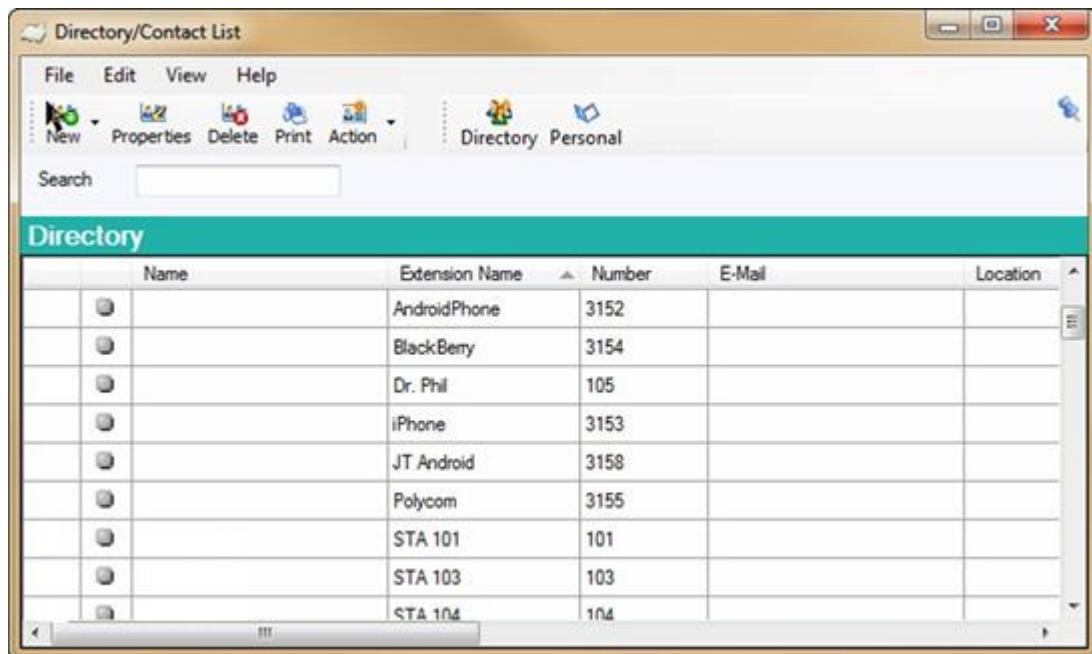 Directory/Contact List
File Edit View Help
New Properties Delete Print Action Directory Personal
Search
Directory
Name Extension Name Number E-Mail Location
AndroidPhone 3152
BlackBerry 3154
Dr. Phil 105
iPhone 3153
JT Android 3158
Polycom 3155
STA 101 101
STA 103 103
STA 104 104